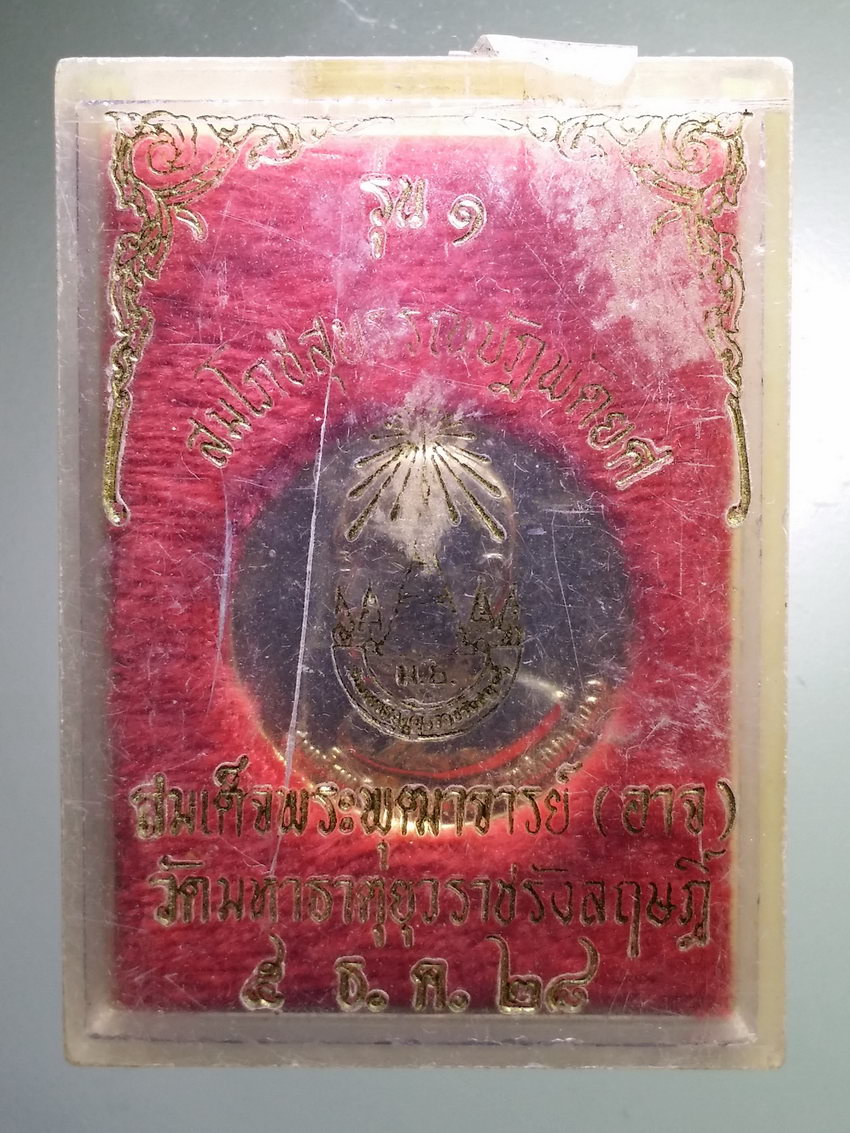 รุ่น ๑
สมโภชสุพรรณบัฏพัดยศ
ม.ธ.
สมเด็จพระพุฒาจารย์ (อาจ)
วัดมหาธาตุยุวราชรังสฤษฎิ์
๕ ธ.ค. ๒๘